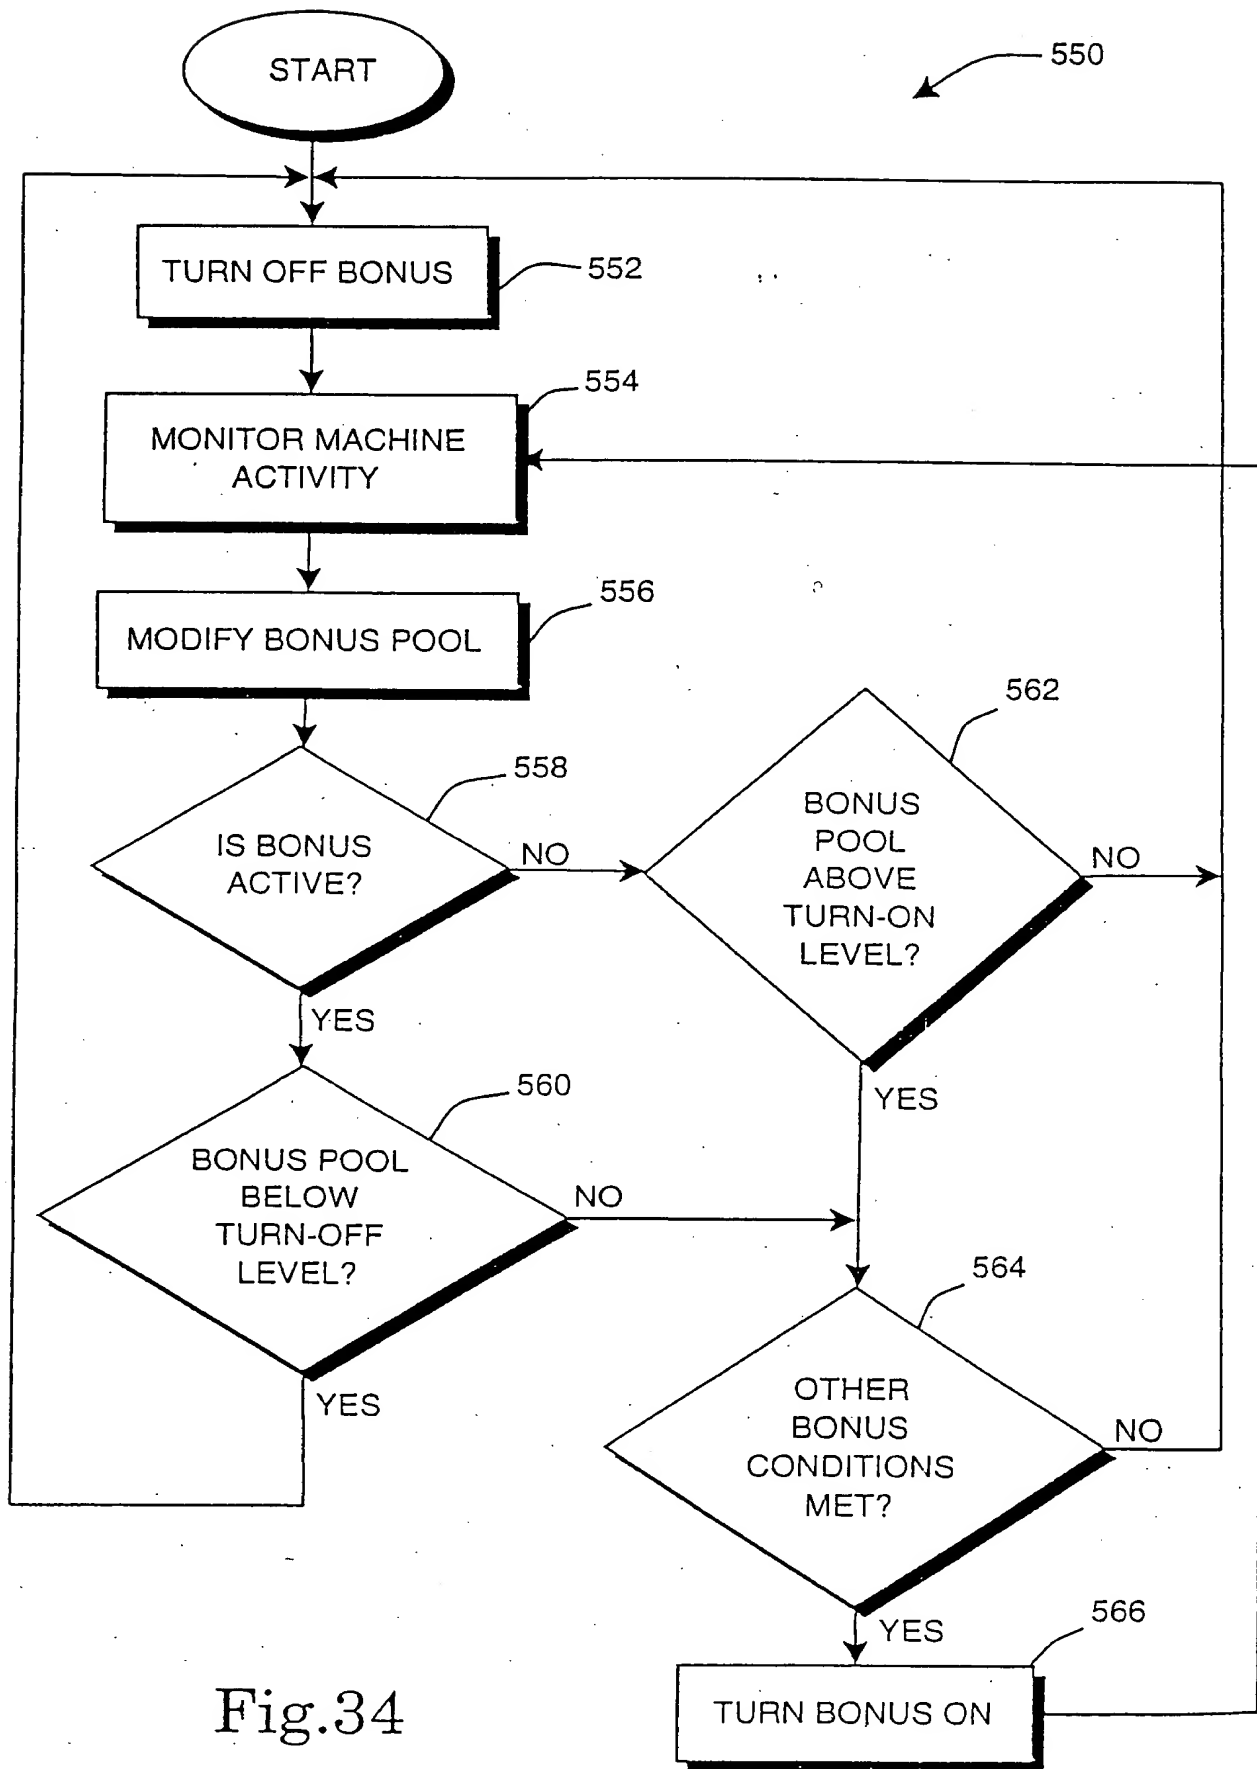 START
550
TURN OFF BONUS
552
554
MONITOR MACHINE
ACTIVITY
556
MODIFY BONUS POOL
562
558
BONUS
POOL
ABOVE
TURN-ON
LEVEL?
IS BONUS
ACTIVE?
NO
NO
YES
560
YES
BONUS POOL
BELOW
TURN-OFF
LEVEL?
NO
564
YES
OTHER
BONUS
CONDITIONS
MET?
NO
YES
566
TURN BONUS ON
Fig.34